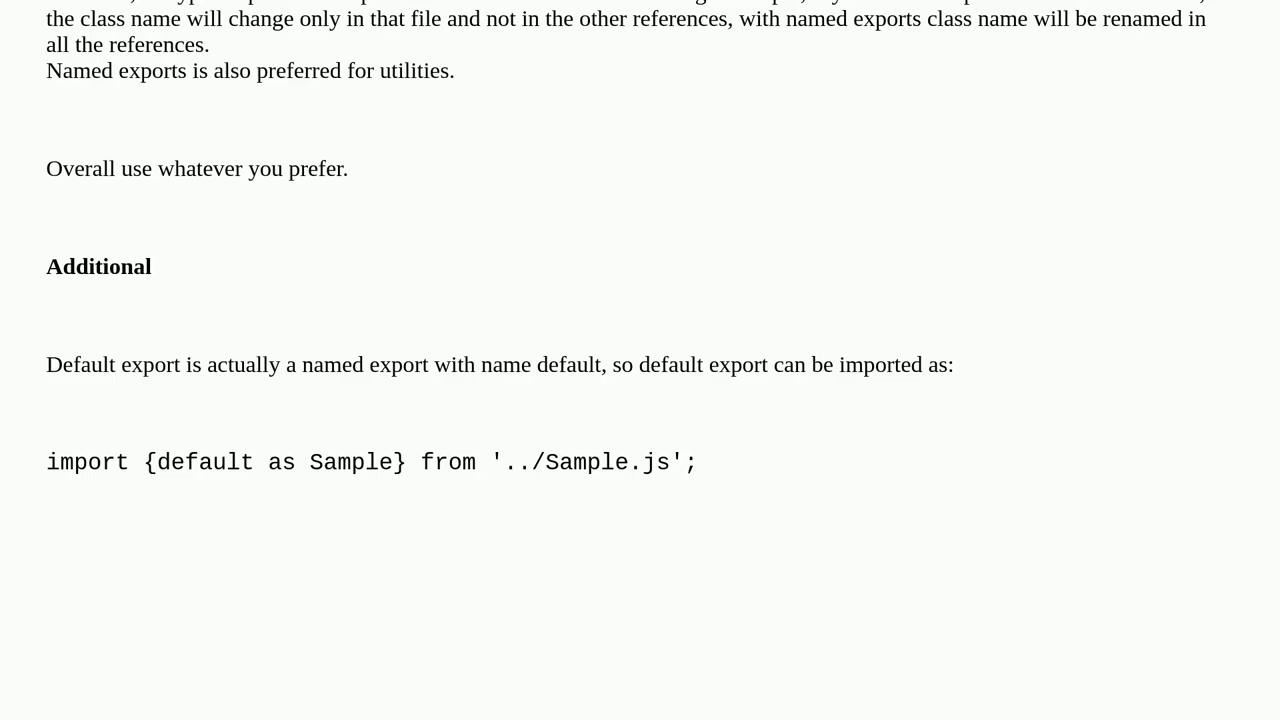 the class name will change only in that file and not in the other references, with named exports class name will be renamed in
all the references.
Named exports is also preferred for utilities.
Overall use whatever you prefer.
Additional
Default export is actually a named export with name default, so default export can be imported as:
import {default as Sample} from '../Sample.js';